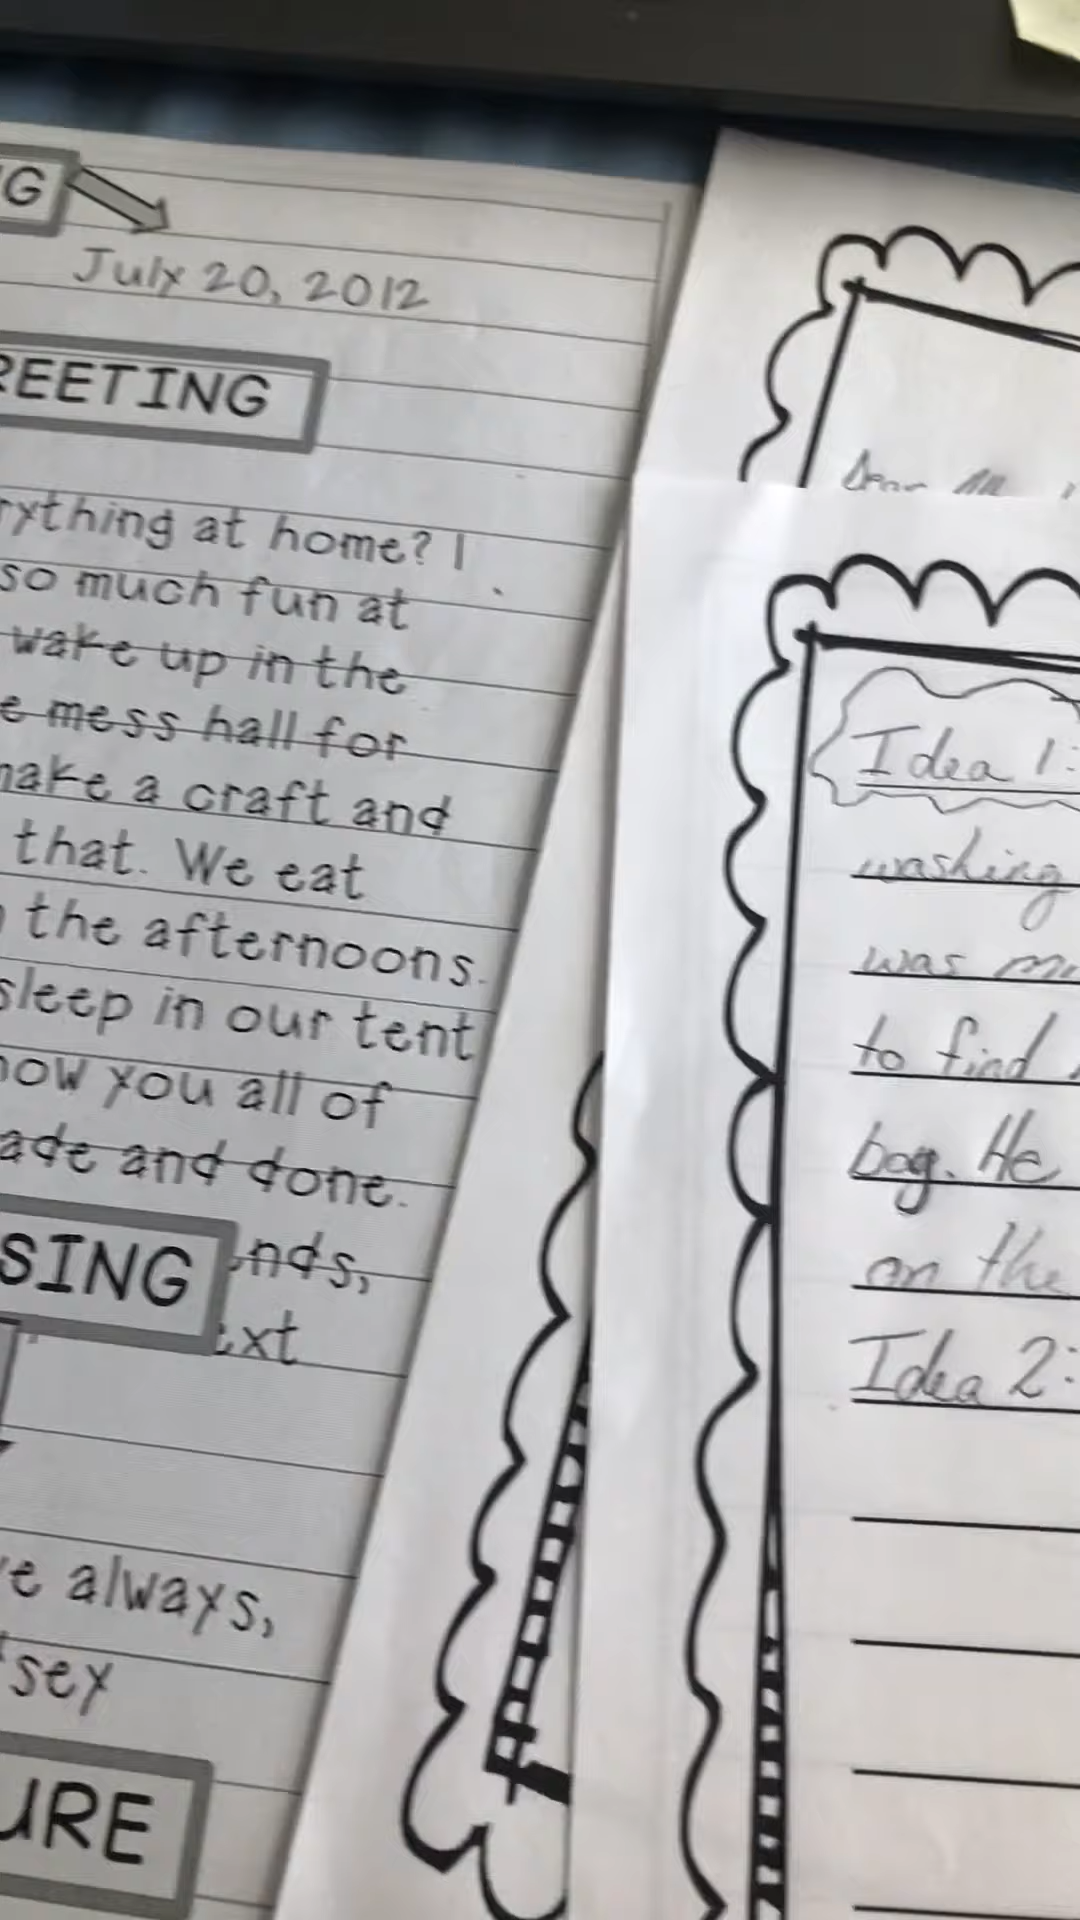 G
July 20, 2012
REETING
rything at home? I
so much fun at
wake up in the
e mess hall for
make a craft and
that. We eat
the afternoons.
sleep in our tent
how you all of
ade and done.
SING nds,
ext
e always,
sey
URE
Dear
Idea 1:
washing
was
to find
bag. He
on the
Idea 2: